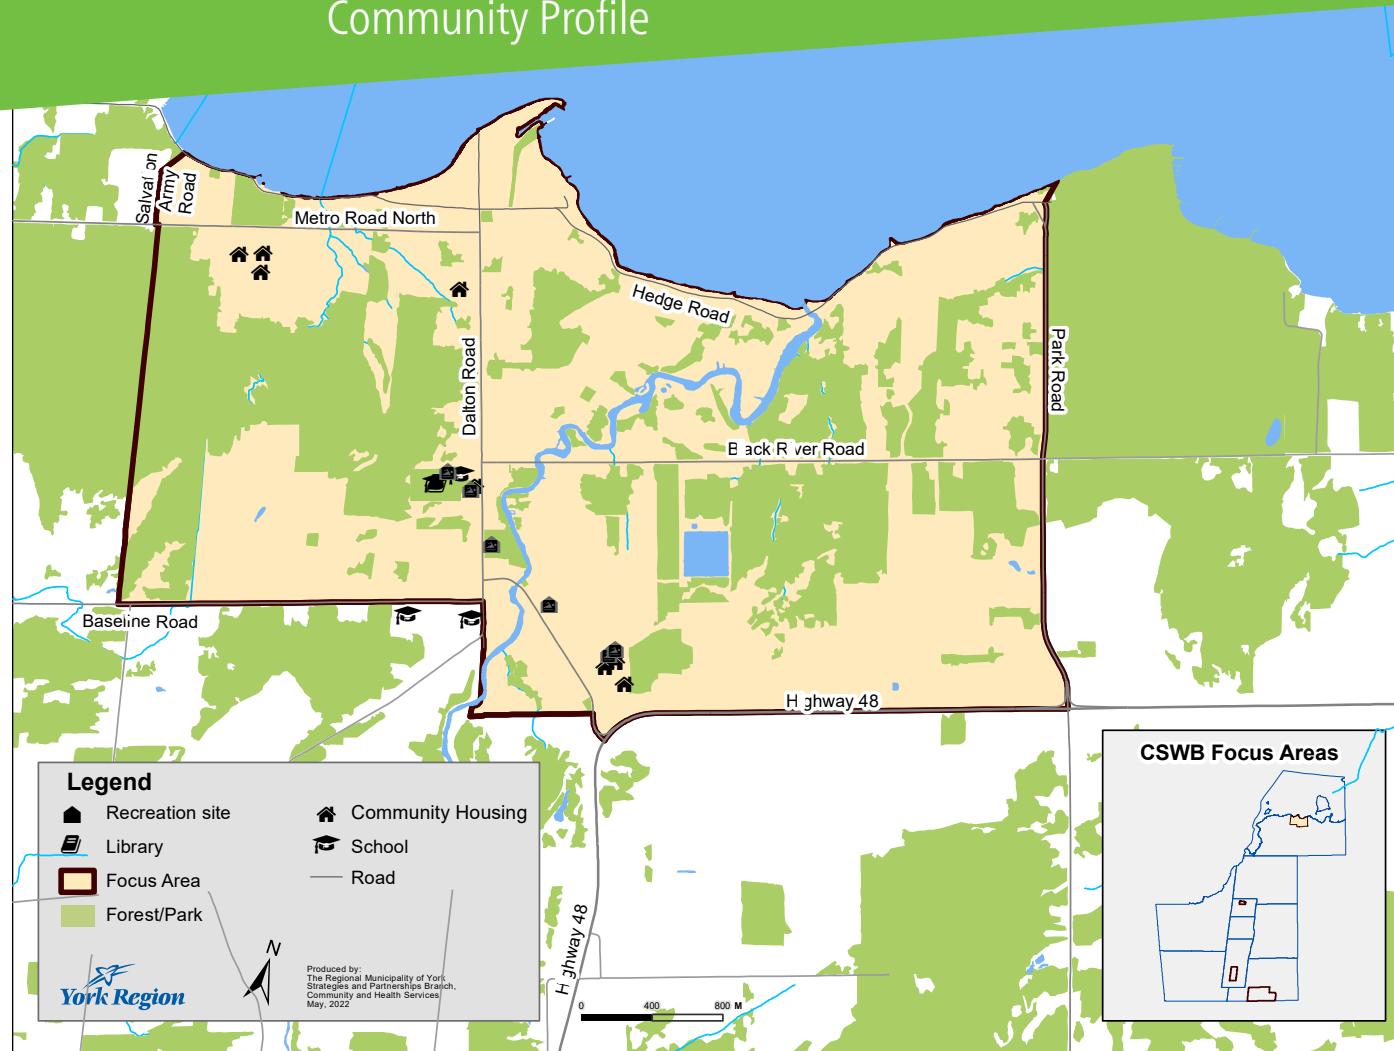 Community Profile
Salvation
Army
Road
Metro Road North
Hedge Road
Dalton Road
Park Road
Black River Road
Baseline Road
Highway 48
Highway 48
Legend
Recreation site
Community Housing
Library
School
Focus Area
Road
Forest/Park
N
York Region
Produced by:
The Regional Municipality of York
Strategies and Partnerships Branch,
Community and Health Services
May, 2022
0 400 800 M
CSWB Focus Areas